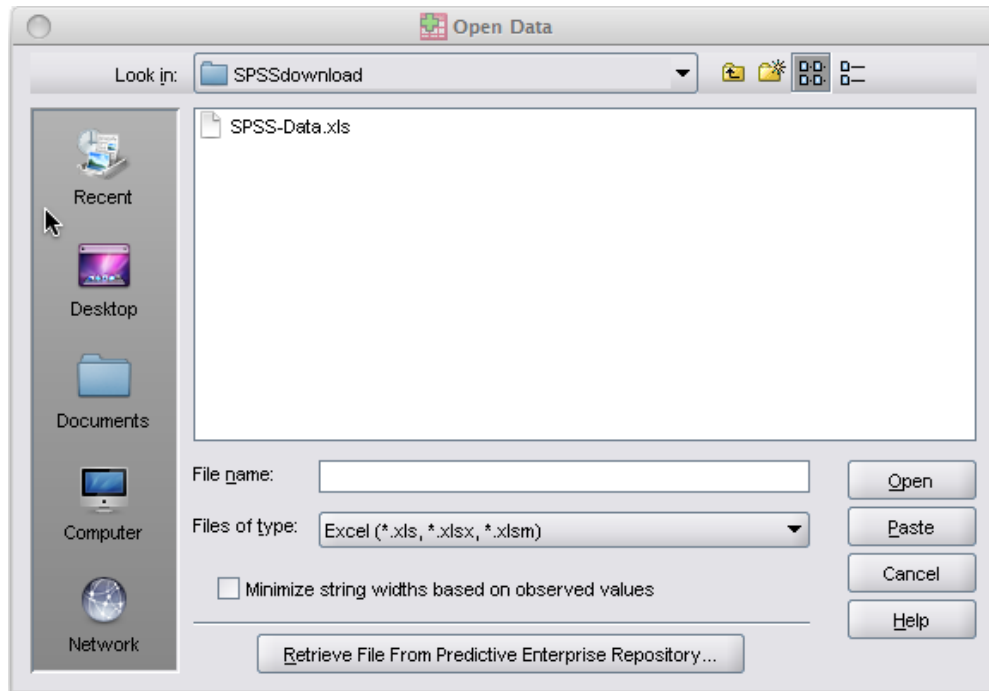 Open Data
Look in: SPSSdownload
SPSS-Data.xls
Recent
Desktop
Documents
Computer
Network
File name:
Files of type: Excel (*.xls, *.xlsx, *.xlsm)
Minimize string widths based on observed values
Retrieve File From Predictive Enterprise Repository...
Open
Paste
Cancel
Help